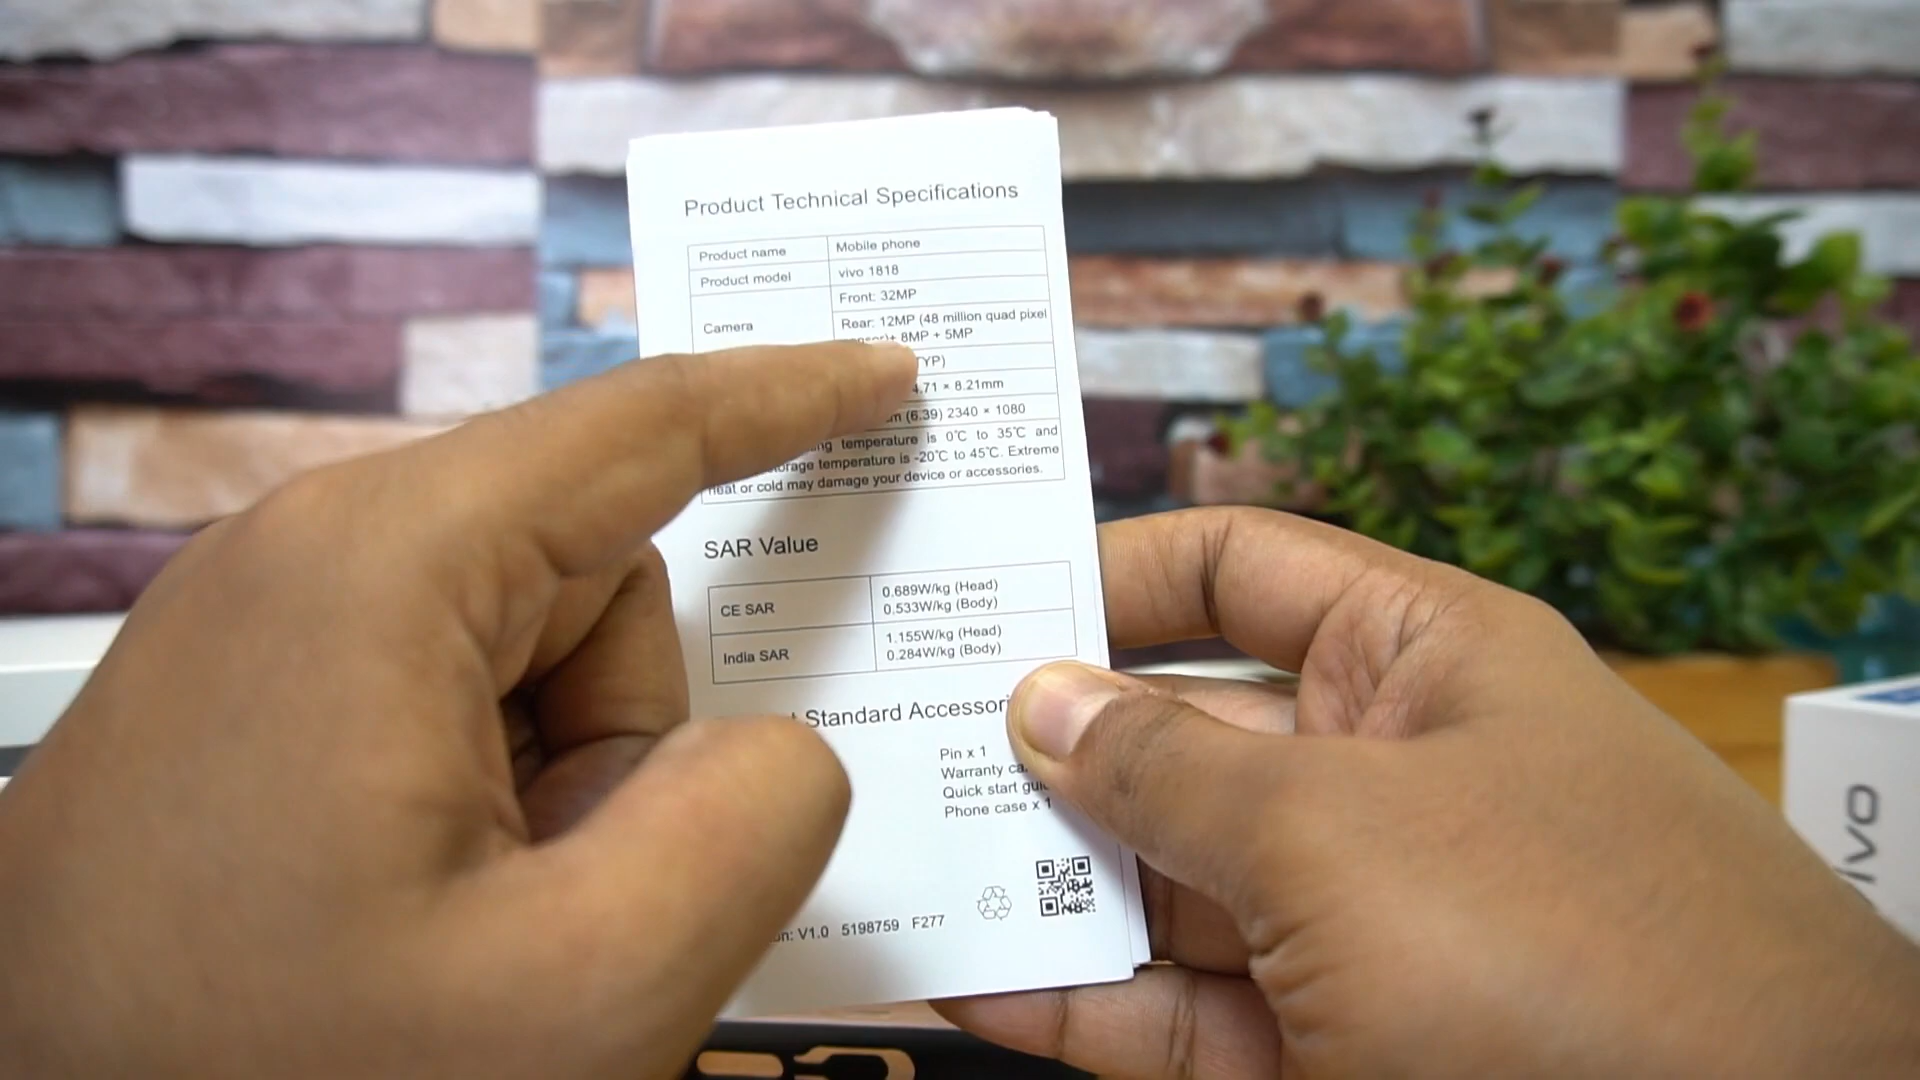 Product Technical Specifications
Product name Mobile phone
Product model vivo 1818
Camera
Front: 32MP
Rear: 12MP (48 million quad pixel
8MP + 5MP
4.71 × 8.21mm
(6.39) 2340 × 1080
temperature is 0℃ to 35℃ and
temperature is -20℃ to 45℃. Extreme
heat or cold may damage your device or accessories.
SAR Value
CE SAR
0.689W/kg (Head)
0.533W/kg (Body)
India SAR
1.155W/kg (Head)
0.284W/kg (Body)
Standard
Pin x 1
Warranty
Quick start
Phone case x 1
V1.0 5198759 F277
vivo